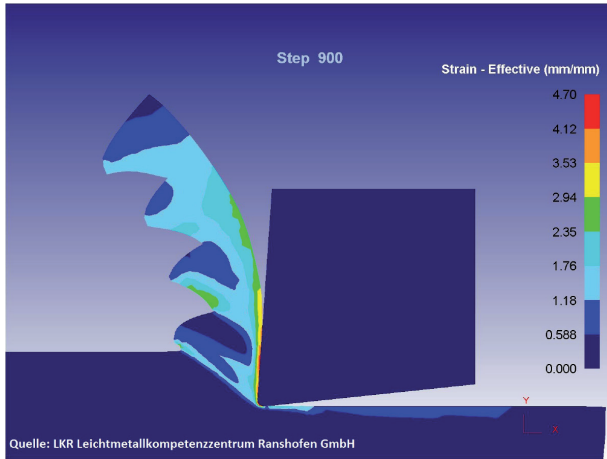 Step 900
Strain - Effective (mm/mm)
4.70
4.12
3.53
2.94
2.35
1.76
1.18
0.588
0.000
Y
X
Quelle: LKR Leichtmetallkompetenzzentrum Ranshofen GmbH